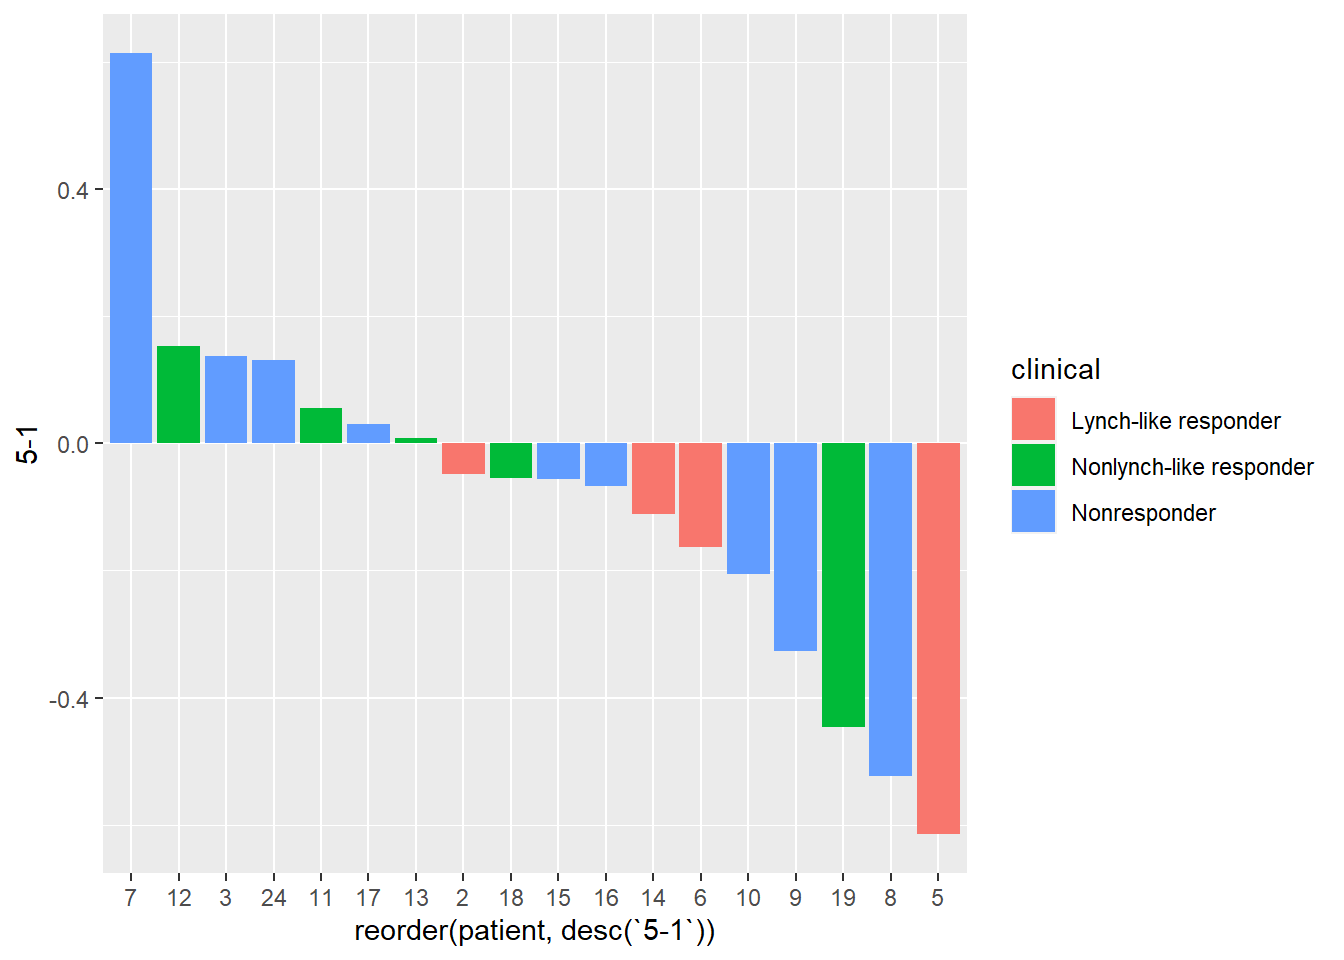 0.4
0.0
-0.4
5-1
7 12 3 24 11 17 13 2 18 15 16 14 6 10 9 19 8 5
reorder(patient, desc(`5-1`))
clinical
Lynch-like responder
Nonlynch-like responder
Nonresponder